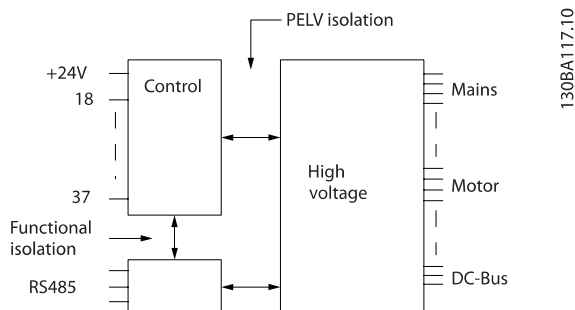 PELV isolation
130BA117.10
+24V
Control
18
Mains
High
voltage
37
Motor
Functional
isolation
RS485
DC-Bus